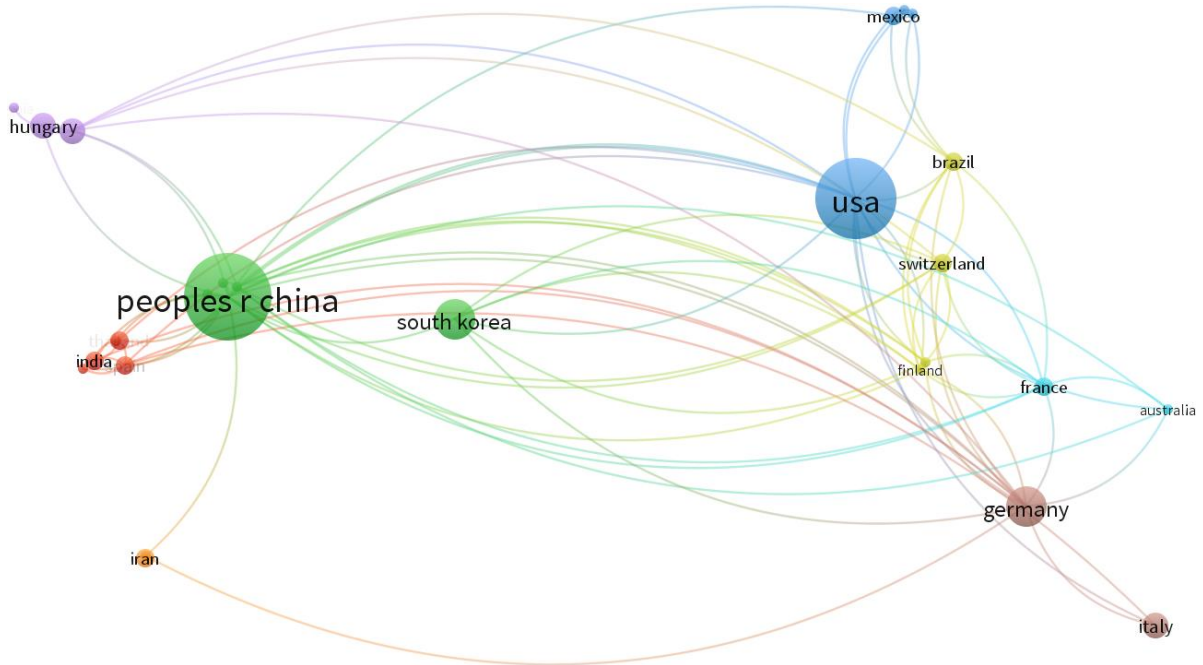 mexico
hungary
brazil
usa
switzerland
peoples r china
south korea
india
finland
france
australia
germany
iran
italy